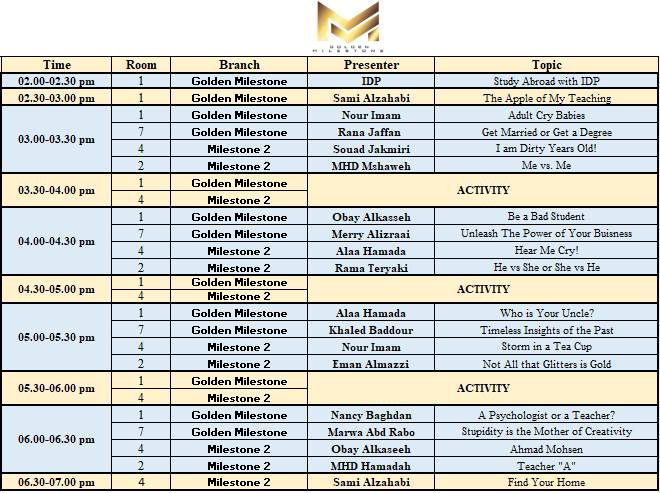 GOLDEN
MILESTONE
Time Room Branch Presenter Topic
02.00-02.30 pm 1 Golden Milestone IDP Study Abroad with IDP
02.30-03.00 pm 1 Golden Milestone Sami Alzahabi The Apple of My Teaching
03.00-03.30 pm 1 Golden Milestone Nour Imam Adult Cry Babies
7 Golden Milestone Rana Jaffan Get Married or Get a Degree
4 Milestone 2 Souad Jakmiri I am Dirty Years Old!
2 Milestone 2 MHD Mshaweh Me vs. Me
03.30-04.00 pm 1 Golden Milestone ACTIVITY
4 Milestone 2
04.00-04.30 pm 1 Golden Milestone Obay Alkasseh Be a Bad Student
7 Golden Milestone Merry Alizraai Unleash The Power of Your Buisness
4 Milestone 2 Alaa Hamada Hear Me Cry!
2 Milestone 2 Rama Teryaki He vs She or She vs He
04.30-05.00 pm 1 Golden Milestone ACTIVITY
4 Milestone 2
05.00-05.30 pm 1 Golden Milestone Alaa Hamada Who is Your Uncle?
7 Golden Milestone Khaled Baddour Timeless Insights of the Past
4 Milestone 2 Nour Imam Storm in a Tea Cup
2 Milestone 2 Eman Almazzi Not All that Glitters is Gold
05.30-06.00 pm 1 Golden Milestone ACTIVITY
4 Milestone 2
06.00-06.30 pm 1 Golden Milestone Nancy Baghdan A Psychologist or a Teacher?
7 Golden Milestone Marwa Abd Rabo Stupidity is the Mother of Creativity
4 Milestone 2 Obay Alkaseeh Ahmad Mohsen
2 Milestone 2 MHD Hamadah Teacher "A"
06.30-07.00 pm 4 Milestone 2 Sami Alzahabi Find Your Home